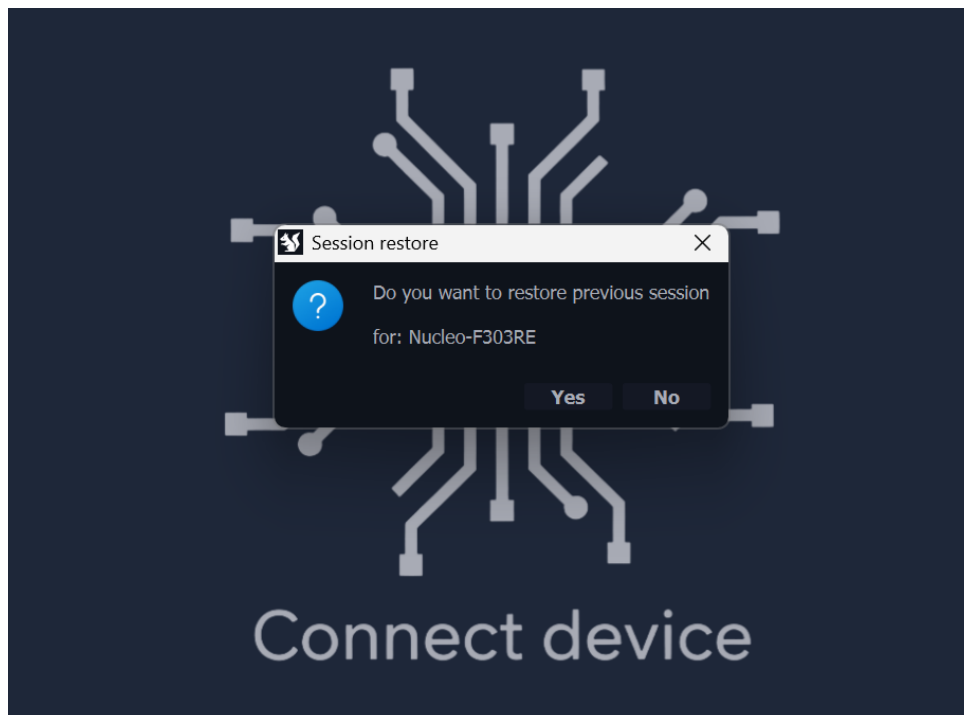 Session restore
Do you want to restore previous session
for: Nucleo-F303RE
Yes No
Connect device